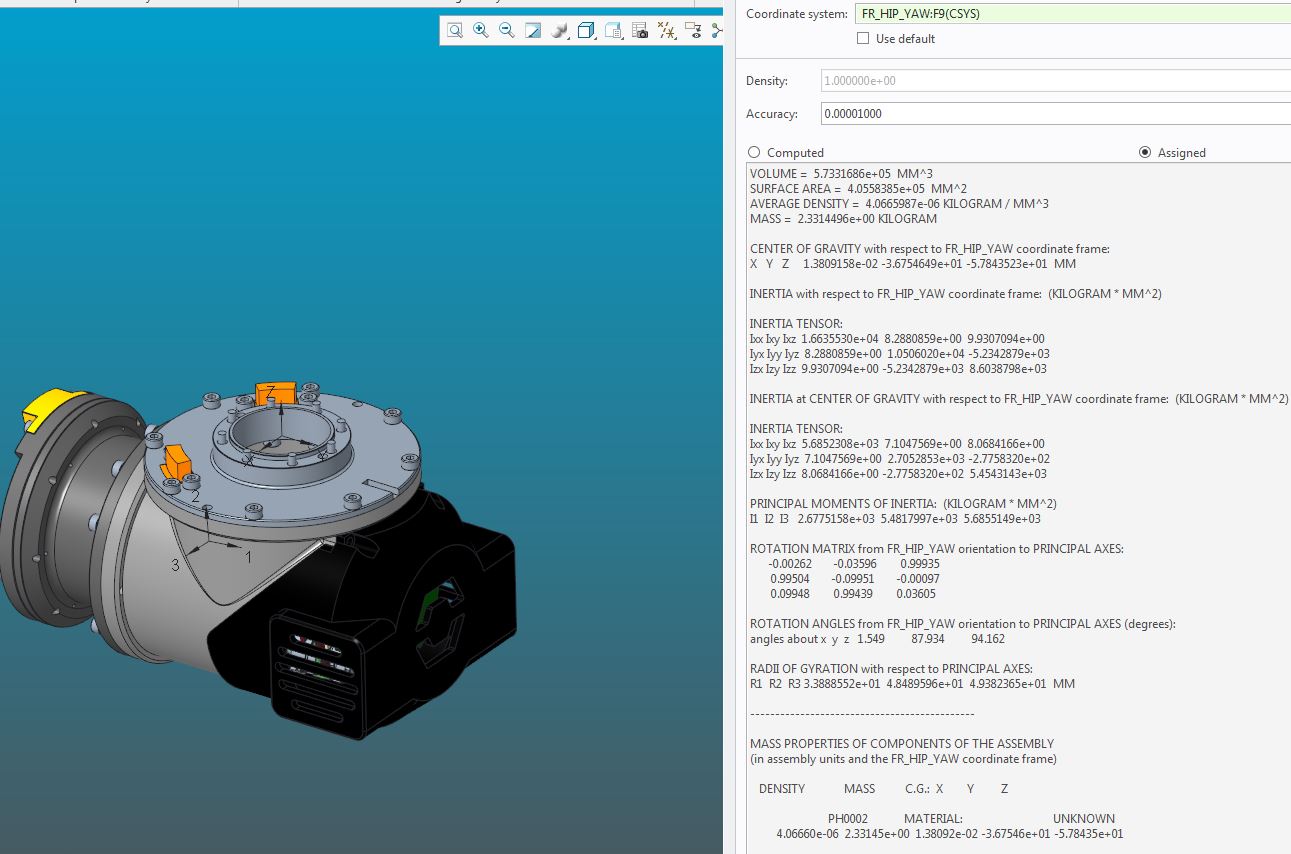 Coordinate system: FR_HIP_YAW:F9(CSYS)
Use default
Density: 1.000000e+00
Accuracy: 0.00001000
Computed Assigned
VOLUME = 5.7331686e+05 MM^3
SURFACE AREA = 4.0558385e+05 MM^2
AVERAGE DENSITY = 4.0665987e-06 KILOGRAM / MM^3
MASS = 2.3314496e+00 KILOGRAM
CENTER OF GRAVITY with respect to FR_HIP_YAW coordinate frame:
X Y Z 1.3809158e-02 -3.6754649e+01 -5.7843523e+01 MM
INERTIA with respect to FR_HIP_YAW coordinate frame: (KILOGRAM * MM^2)
INERTIA TENSOR:
Ixx Ixy Ixz 1.6635530e+04 8.2880859e+00 9.9307094e+00
Iyx Iyy Iyz 8.2880859e+00 1.0506020e+04 -5.2342879e+03
Izx Izy Izz 9.9307094e+00 -5.2342879e+03 8.6038798e+03
INERTIA at CENTER OF GRAVITY with respect to FR_HIP_YAW coordinate frame: (KILOGRAM * MM^2)
INERTIA TENSOR:
Ixx Ixy Ixz 5.6852308e+03 7.1047569e+00 8.0684166e+00
Iyx Iyy Iyz 7.1047569e+00 2.7052853e+03 -2.7758320e+02
Izx Izy Izz 8.0684166e+00 -2.7758320e+02 5.4543143e+03
PRINCIPAL MOMENTS OF INERTIA: (KILOGRAM * MM^2)
I1 I2 I3 2.6775158e+03 5.4817997e+03 5.6855149e+03
ROTATION MATRIX from FR_HIP_YAW orientation to PRINCIPAL AXES:
-0.00262 -0.03596 0.99935
0.99504 -0.09951 -0.00097
0.09948 0.99439 0.03605
ROTATION ANGLES from FR_HIP_YAW orientation to PRINCIPAL AXES (degrees):
angles about x y z 1.549 87.934 94.162
RADII OF GYRATION with respect to PRINCIPAL AXES:
R1 R2 R3 3.3888552e+01 4.8489596e+01 4.9382365e+01 MM
---------------------------------------------
MASS PROPERTIES OF COMPONENTS OF THE ASSEMBLY
(in assembly units and the FR_HIP_YAW coordinate frame)
DENSITY MASS C.G.: X Y Z
PH0002 MATERIAL: UNKNOWN
4.06660e-06 2.33145e+00 1.38092e-02 -3.67546e+01 -5.78435e+01
Z
X
2
1
3